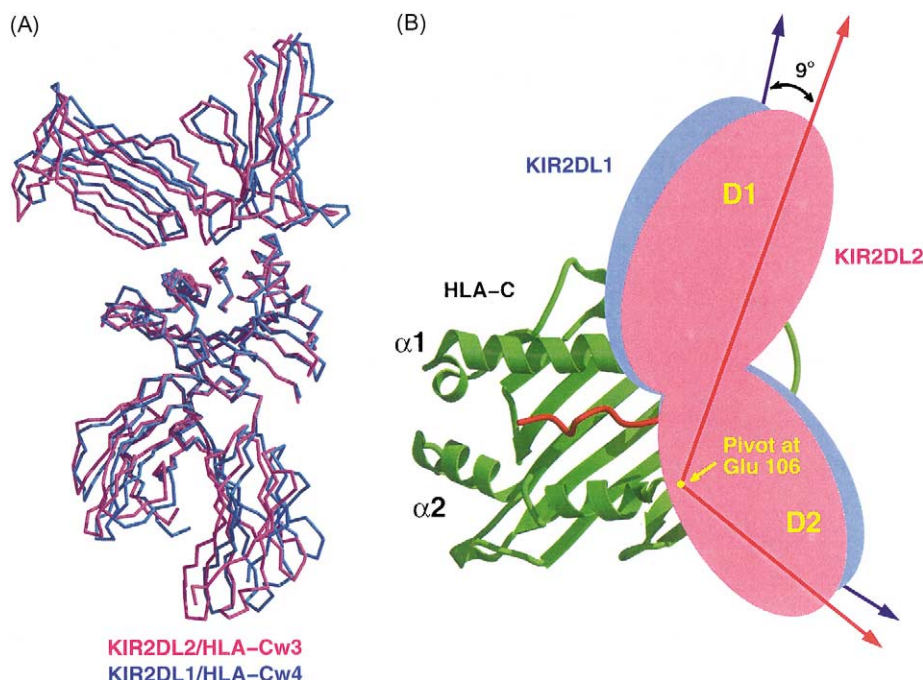 (A)
KIR2DL2/HLA-Cw3
KIR2DL1/HLA-Cw4
(B)
9°
KIR2DL1
D1
KIR2DL2
HLA-C
α1
Pivot at
Glu 106
α2
D2